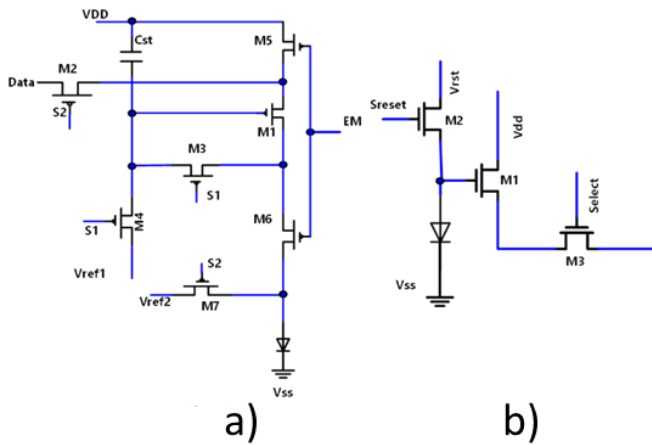 VDD
Cst
M5
Data
M2
S2
M1
EM
M3
S1
S1
M4
M6
Vref1
S2
Vref2
M7
Vss
a)
Vrst
Sreset
M2
Vdd
M1
Select
M3
Vss
b)